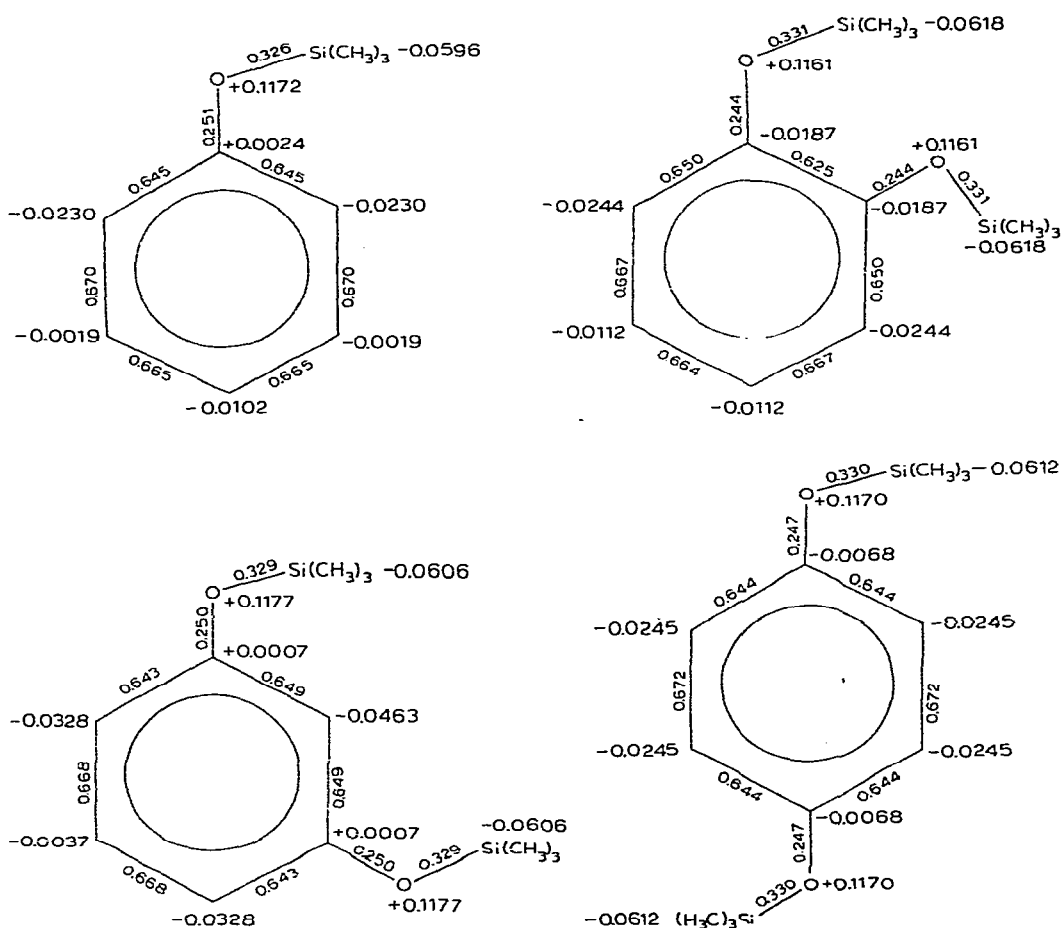 0.326 Si(CH3)3 -0.0596
O +0.1172
0.251
+0.0024
0.645 0.645
-0.0230 -0.0230
0.670 0.670
-0.0019 -0.0019
0.665 0.665
-0.0102
0.331 Si(CH3)3 -0.0618
O +0.1161
0.244
-0.0187
+0.1161
0.650 0.625 0.244 O
0.331
-0.0244 -0.0187
Si(CH3)3
-0.0618
0.667 0.650
-0.0112 -0.0244
0.664 0.667
-0.0112
0.329 Si(CH3)3 -0.0606
O +0.1177
0.250
+0.0007
0.643 0.649
-0.0328 -0.0463
0.668 0.649
-0.0037 +0.0007
-0.0606
0.250 0.329 Si(CH3)3
O
+0.1177
0.668 0.643
-0.0328
0.330 Si(CH3)3 -0.0612
O +0.1170
0.247
-0.0068
0.644 0.644
-0.0245 -0.0245
0.672 0.672
-0.0245 -0.0245
0.644 0.644
-0.0068
0.247
O +0.1170
0.330
-0.0612 (H3C)3Si